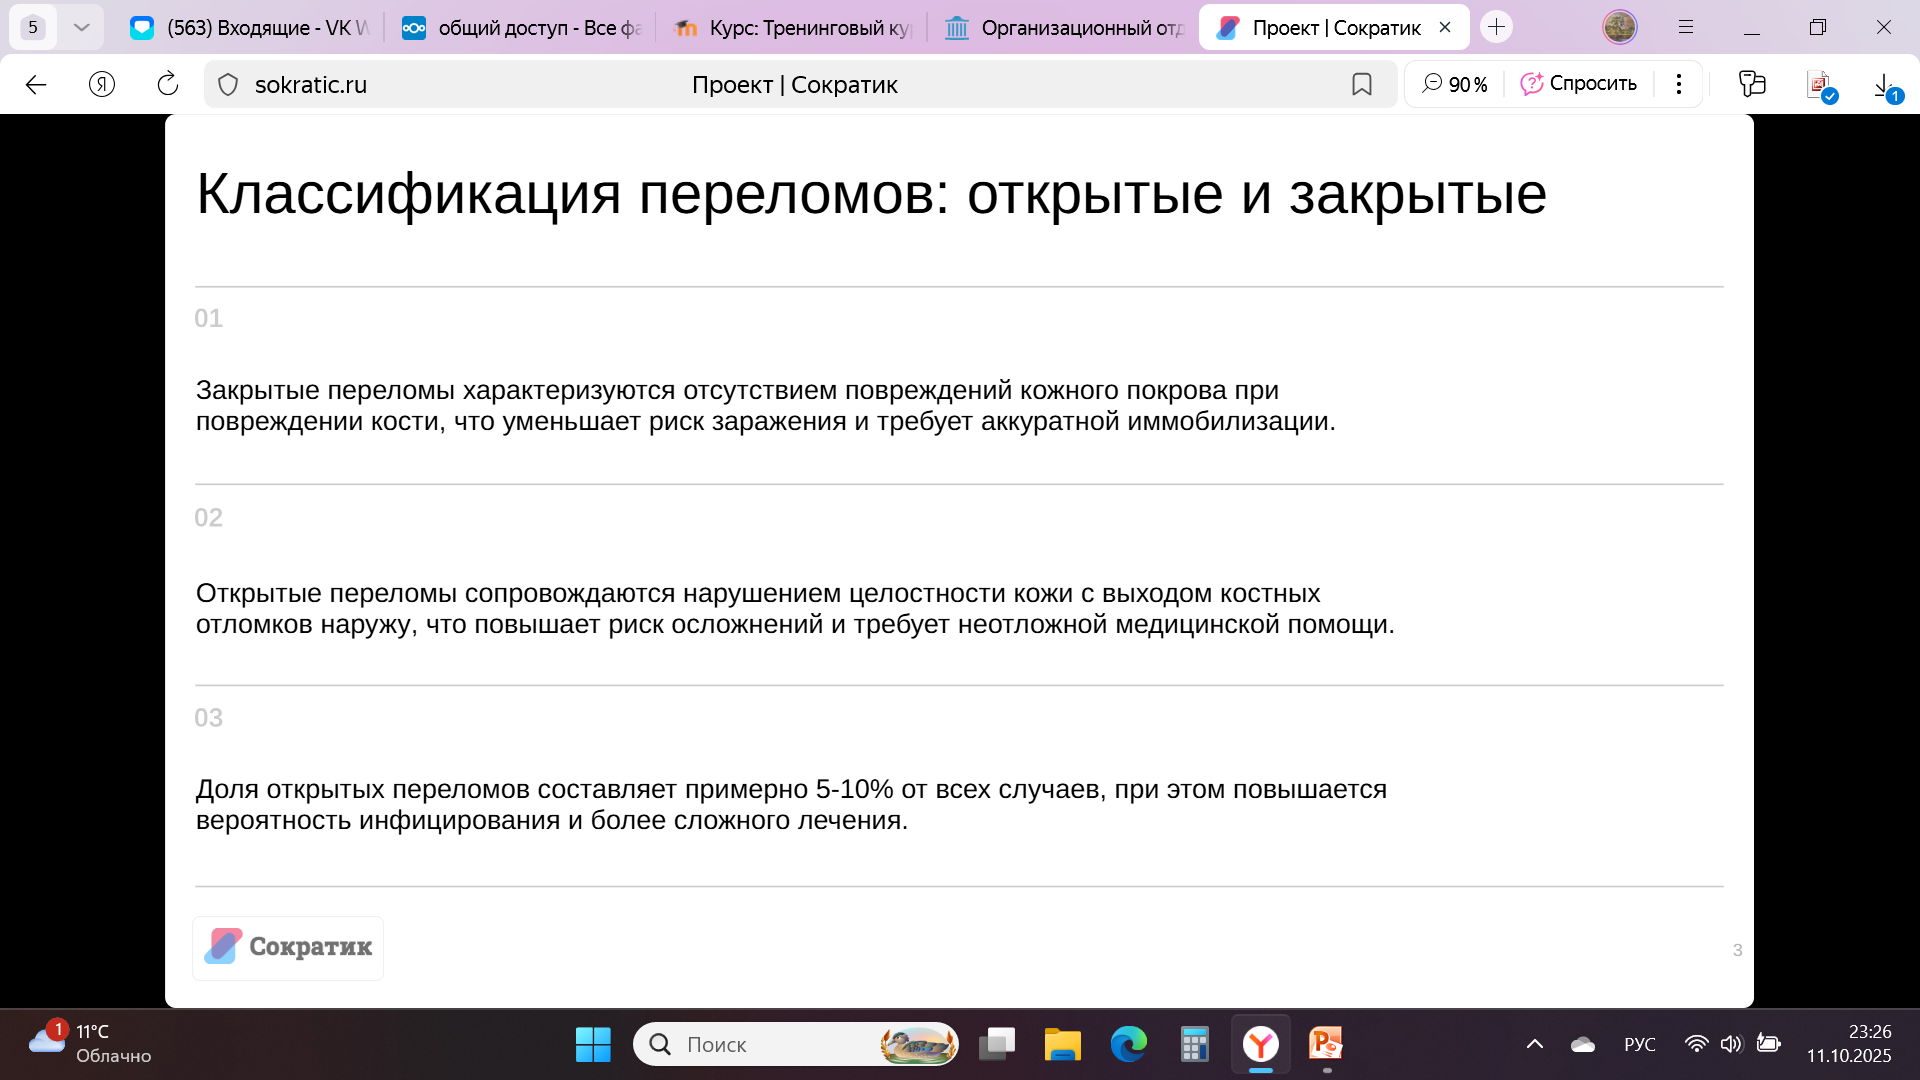 5
(563) Входящие - VK W
общий доступ - Все фа
Курс: Тренинговый ку
Организационный отд
Проект | Сократик
sokratic.ru
Проект | Сократик
90 %
Спросить
1
Классификация переломов: открытые и закрытые
01
Закрытые переломы характеризуются отсутствием повреждений кожного покрова при
повреждении кости, что уменьшает риск заражения и требует аккуратной иммобилизации.
02
Открытые переломы сопровождаются нарушением целостности кожи с выходом костных
отломков наружу, что повышает риск осложнений и требует неотложной медицинской помощи.
03
Доля открытых переломов составляет примерно 5-10% от всех случаев, при этом повышается
вероятность инфицирования и более сложного лечения.
Сократик
3
1
11°C
Облачно
Поиск
РУС
23:26
11.10.2025